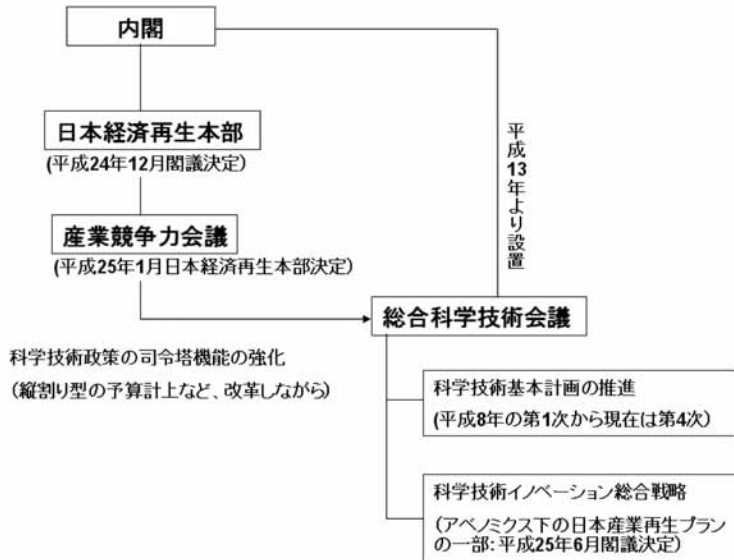 内閣
日本経済再生本部
(平成24年12月閣議決定)
平成13年より設置
産業競争力会議
(平成25年1月日本経済再生本部決定)
総合科学技術会議
科学技術政策の司令塔機能の強化
(縦割り型の予算計上など、改革しながら)
科学技術基本計画の推進
(平成8年の第1次から現在は第4次)
科学技術イノベーション総合戦略
(アベノミクス下の日本産業再生プラン
の一部:平成25年6月閣議決定)